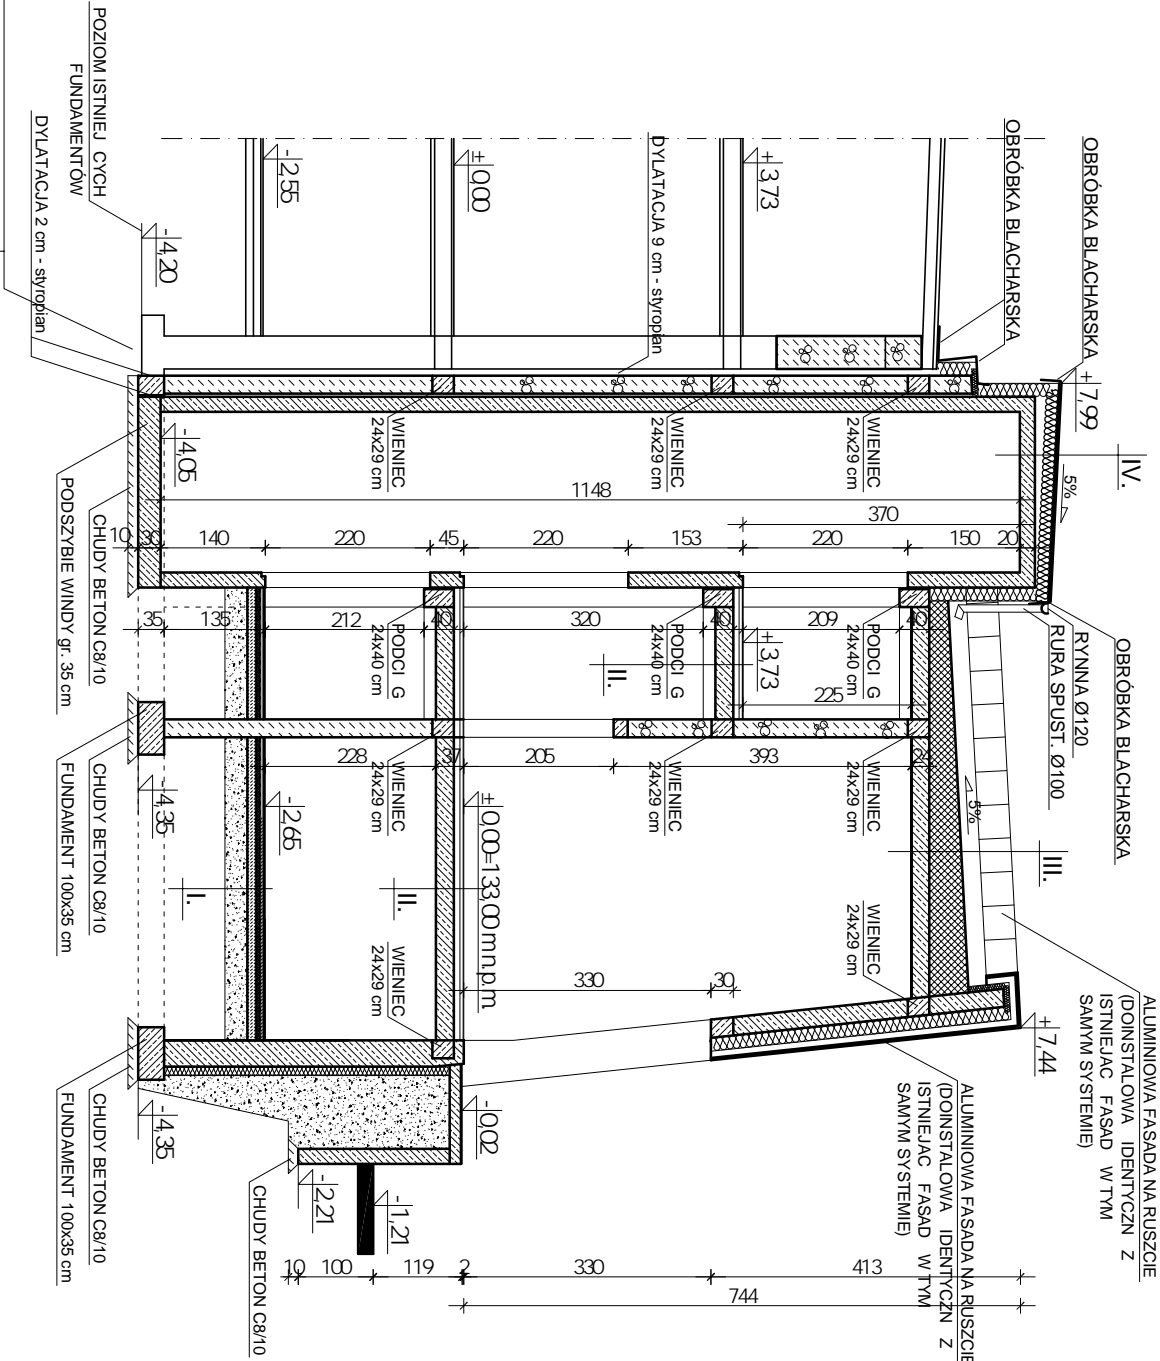 POZIOM ISTNIEJ CYCH
FUNDAMENTÓW
DYLATACJA 2 cm - styropian
-4,20
-2,55
±0,00
+3,73
DYLATACJA 9 cm - styropian
OBRÓBKA BLACHARSKA
OBRÓBKA BLACHARSKA
+7,99
IV.
5%
WIENIEC
24x29 cm
WIENIEC
24x29 cm
WIENIEC
24x29 cm
-4,05
1148
370
10
30
140
220
45
220
153
220
150
20
PODSZYBIE WINDY gr. 35 cm
CHUDY BETON C8/10
35
135
212
40
320
40
209
40
PODCI G
24x40 cm
PODCI G
24x40 cm
PODCI G
24x40 cm
II.
+3,73
225
OBRÓBKA BLACHARSKA
RYNNA Ø120
RURA SPUST. Ø100
228
37
205
393
WIENIEC
24x29 cm
WIENIEC
24x29 cm
WIENIEC
24x29 cm
5%
CHUDY BETON C8/10
FUNDAMENT 100x35 cm
-4,35
-2,65
±0,00=133,00mn.p.m.
I.
II.
III.
WIENIEC
24x29 cm
WIENIEC
24x29 cm
330
30
+7,44
ALUMINIOWA FASADA NA RUSZCIE
(DOINSTALOWA IDENTYCZN Z
ISTNIEJAC FASAD W TYM
SAMYM SYSTEMIE)
ALUMINIOWA FASADA NA RUSZCIE
(DOINSTALOWA IDENTYCZN Z
ISTNIEJAC FASAD W TYM
SAMYM SYSTEMIE)
CHUDY BETON C8/10
FUNDAMENT 100x35 cm
-4,35
-0,02
-2,21
-1,21
CHUDY BETON C8/10
10
100
119
2
330
413
744